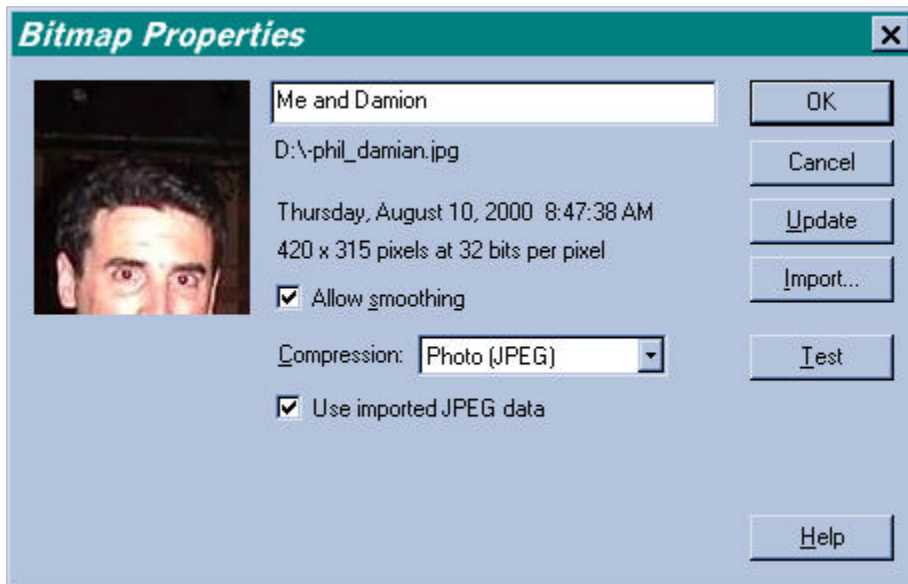 Bitmap Properties
Me and Damion
D:\-phil_damian.jpg
Thursday, August 10, 2000 8:47:38 AM
420 x 315 pixels at 32 bits per pixel
Allow smoothing
Compression: Photo (JPEG)
Use imported JPEG data
OK
Cancel
Update
Import...
Test
Help